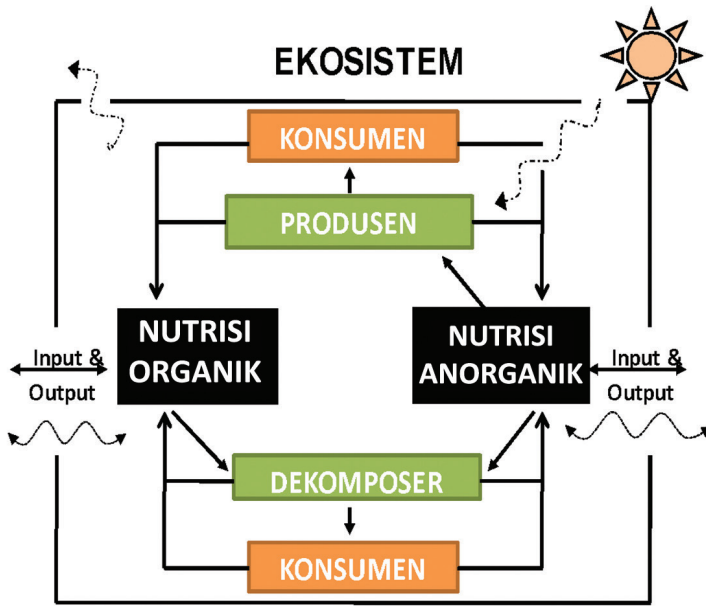 EKOSISTEM
KONSUMEN
PRODUSEN
NUTRISI
ORGANIK
NUTRISI
ANORGANIK
Input &
Output
Input &
Output
DEKOMPOSER
KONSUMEN